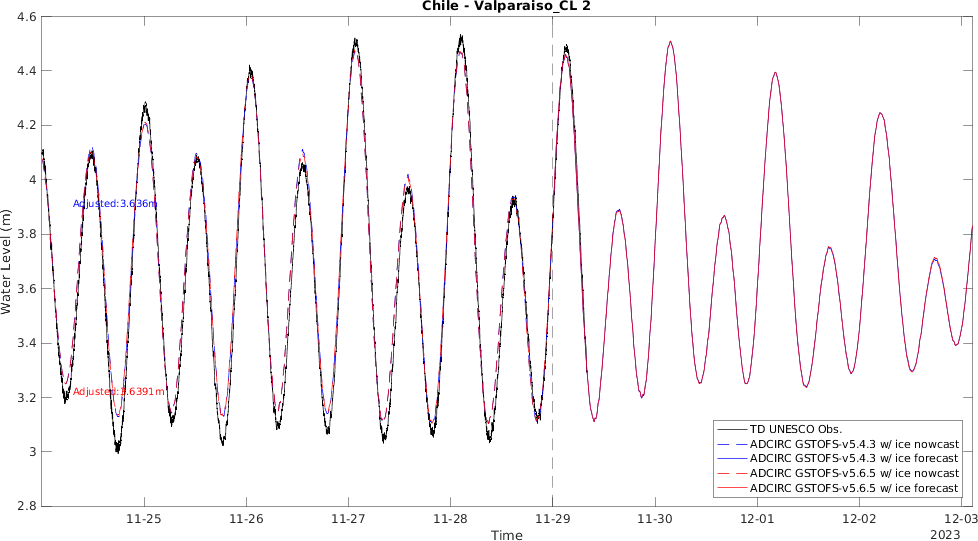 Chile - Valparaiso_CL 2
4.6
4.4
4.2
4
3.8
3.6
3.4
3.2
3
2.8
Water Level (m)
Adjusted:3.636m
Adjusted:3.6391m
TD UNESCO Obs.
ADCIRC GSTOFS-v5.4.3 w/ ice nowcast
ADCIRC GSTOFS-v5.4.3 w/ ice forecast
ADCIRC GSTOFS-v5.6.5 w/ ice nowcast
ADCIRC GSTOFS-v5.6.5 w/ ice forecast
11-25 11-26 11-27 11-28 11-29 11-30 12-01 12-02 12-03
Time 2023